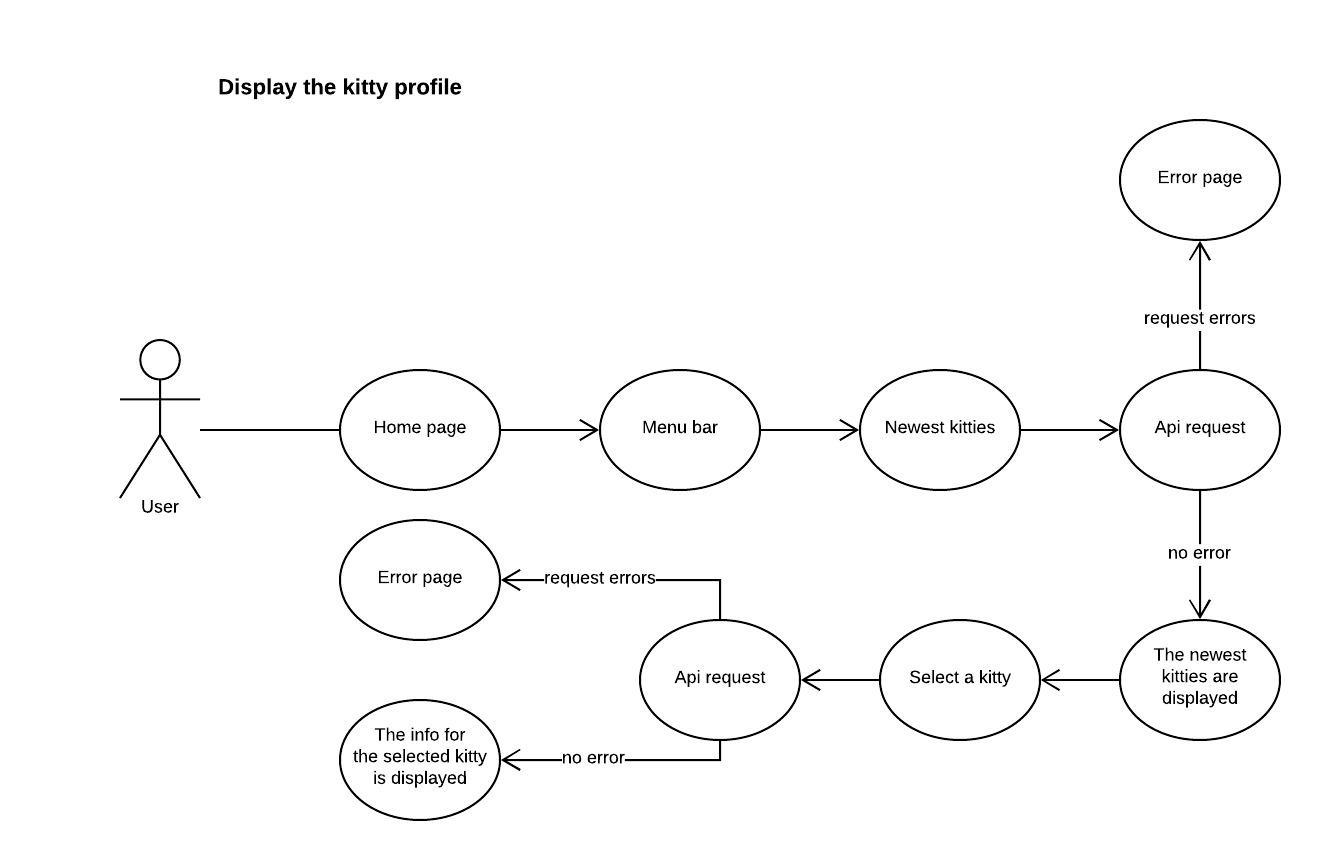 Display the kitty profile
Error page
request errors
Home page
Menu bar
Newest kitties
Api request
User
no error
Error page
request errors
The newest
kitties are
displayed
Select a kitty
Api request
The info for
the selected kitty
is displayed
no error